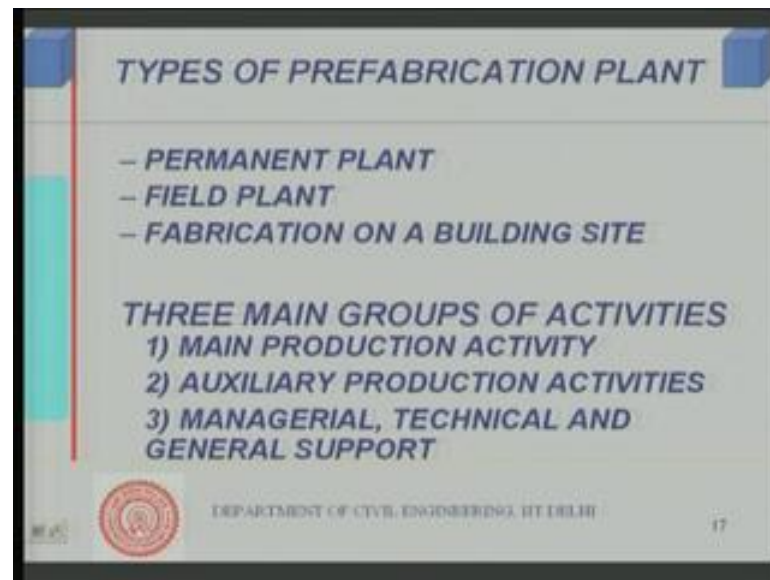 TYPES OF PREFABRICATION PLANT
– PERMANENT PLANT
– FIELD PLANT
– FABRICATION ON A BUILDING SITE
THREE MAIN GROUPS OF ACTIVITIES
1) MAIN PRODUCTION ACTIVITY
2) AUXILIARY PRODUCTION ACTIVITIES
3) MANAGERIAL, TECHNICAL AND
GENERAL SUPPORT
DEPARTMENT OF CIVIL ENGINEERING, IIT DELHI
17